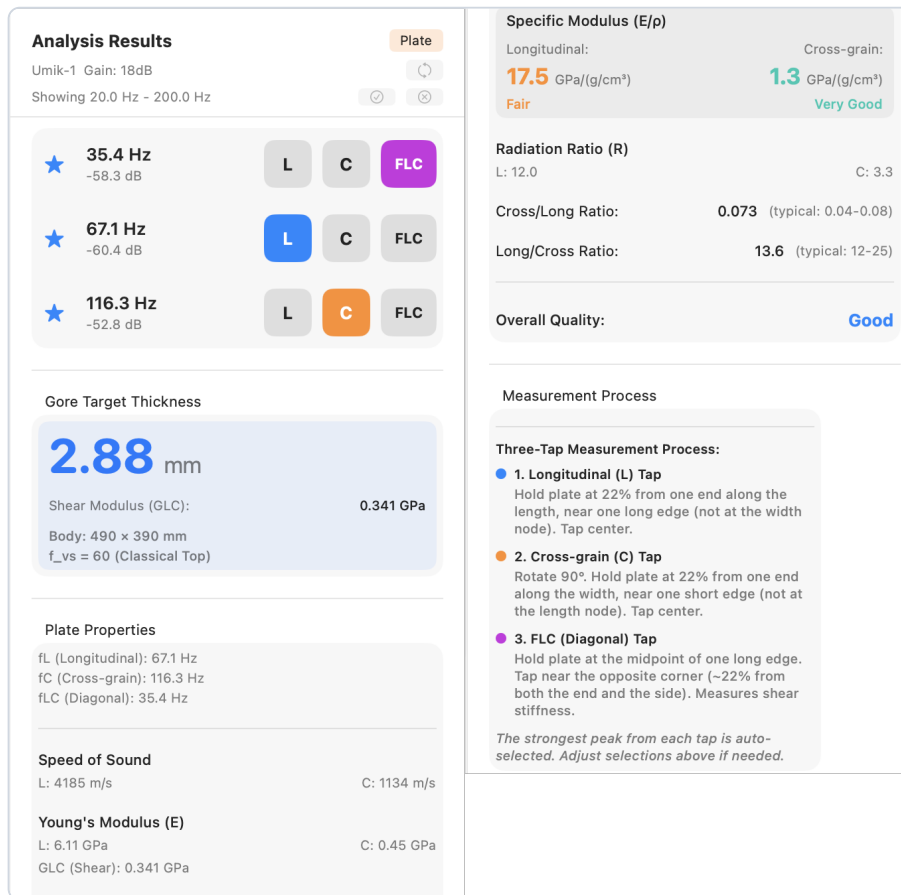 Analysis Results
Plate
Umik-1 Gain: 18dB
Showing 20.0 Hz - 200.0 Hz
35.4 Hz
-58.3 dB
L
C
FLC
67.1 Hz
-60.4 dB
L
C
FLC
116.3 Hz
-52.8 dB
L
C
FLC
Gore Target Thickness
2.88 mm
Shear Modulus (GLC): 0.341 GPa
Body: 490 × 390 mm
f_vs = 60 (Classical Top)
Plate Properties
fL (Longitudinal): 67.1 Hz
fC (Cross-grain): 116.3 Hz
fLC (Diagonal): 35.4 Hz
Speed of Sound
L: 4185 m/s C: 1134 m/s
Young's Modulus (E)
L: 6.11 GPa C: 0.45 GPa
GLC (Shear): 0.341 GPa
Specific Modulus (E/ρ)
Longitudinal: Cross-grain:
17.5 GPa/(g/cm³) 1.3 GPa/(g/cm³)
Fair Very Good
Radiation Ratio (R)
L: 12.0 C: 3.3
Cross/Long Ratio: 0.073 (typical: 0.04-0.08)
Long/Cross Ratio: 13.6 (typical: 12-25)
Overall Quality: Good
Measurement Process
Three-Tap Measurement Process:
1. Longitudinal (L) Tap
Hold plate at 22% from one end along the
length, near one long edge (not at the width
node). Tap center.
2. Cross-grain (C) Tap
Rotate 90°. Hold plate at 22% from one end
along the width, near one short edge (not at
the length node). Tap center.
3. FLC (Diagonal) Tap
Hold plate at the midpoint of one long edge.
Tap near the opposite corner (~22% from
both the end and the side). Measures shear
stiffness.
The strongest peak from each tap is auto-
selected. Adjust selections above if needed.